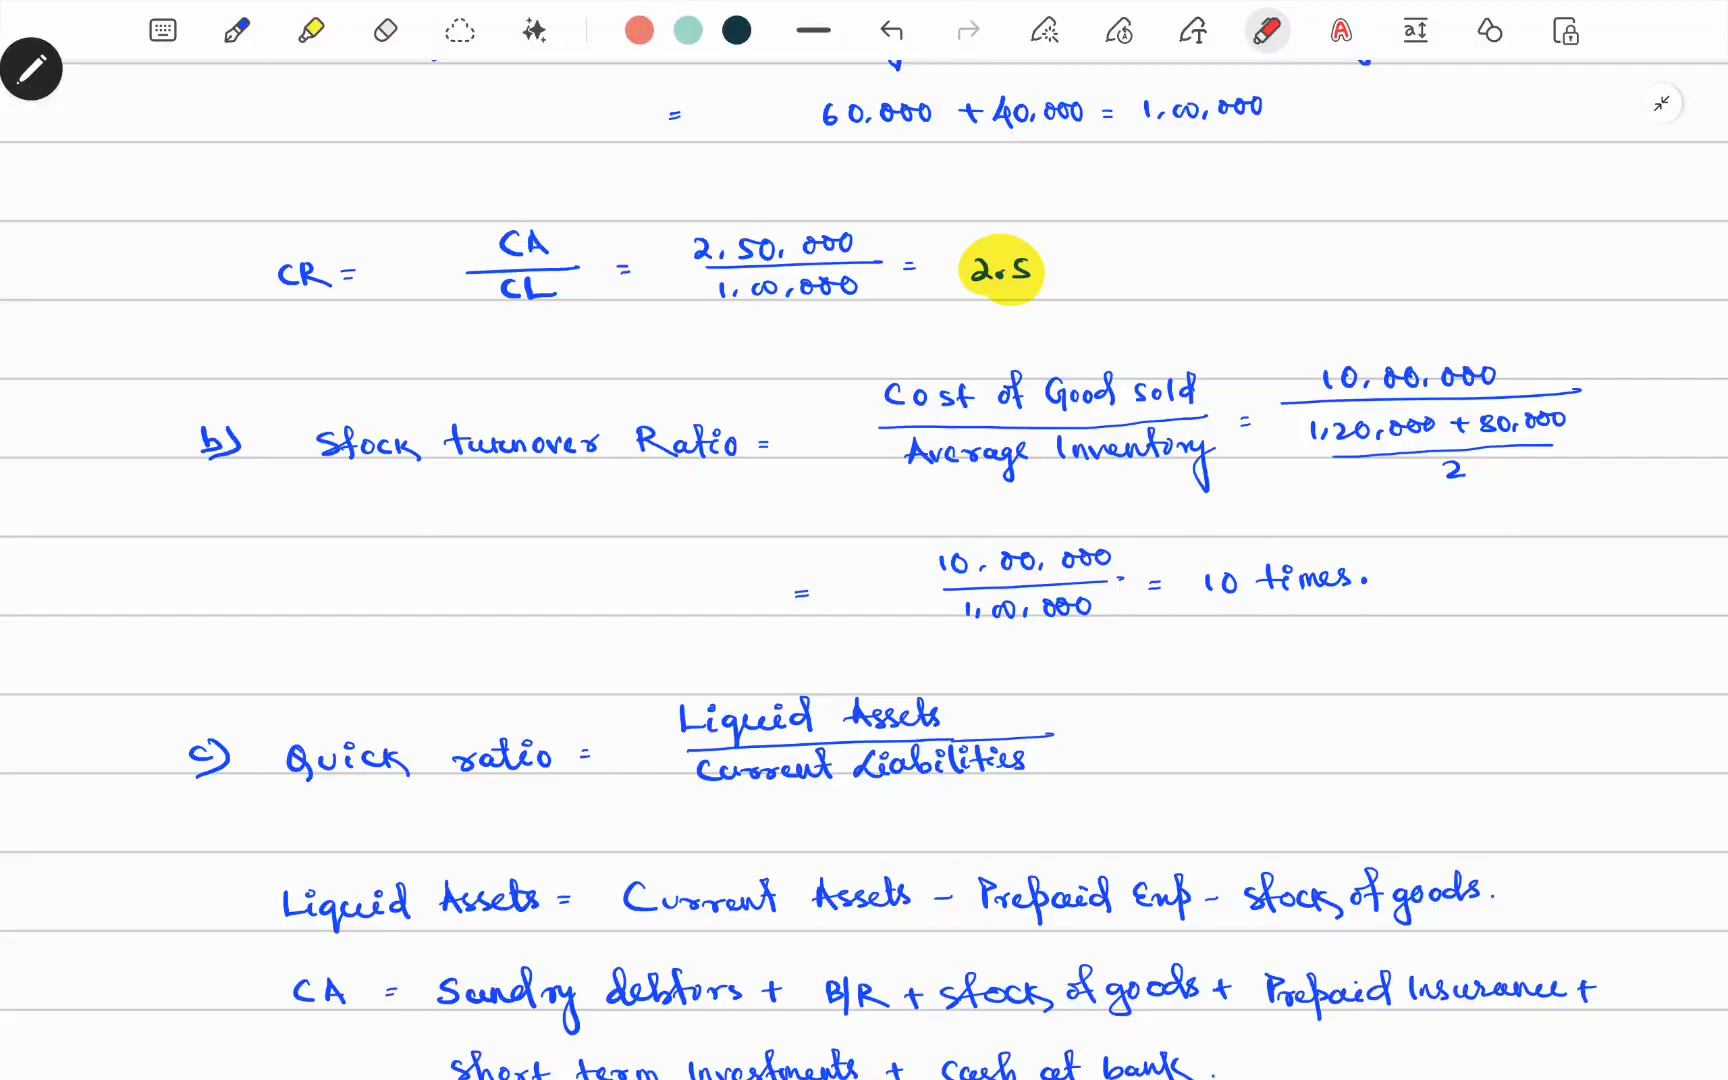 = 60,000 + 40,000 = 1,00,000
CR = CA / CL = 2,50,000 / 1,00,000 = 2.5
b) Stock turnover Ratio = Cost of Good sold / Average Inventory = 10,00,000 / (1,20,000 + 80,000 / 2)
= 10,00,000 / 1,00,000 = 10 times.
c) Quick ratio = Liquid Assets / Current Liabilities
Liquid Assets = Current Assets - Prepaid Exp - stock of goods.
CA = Sundry debtors + B/R + stock of goods + Prepaid Insurance +
short term Investments + Cash at bank.